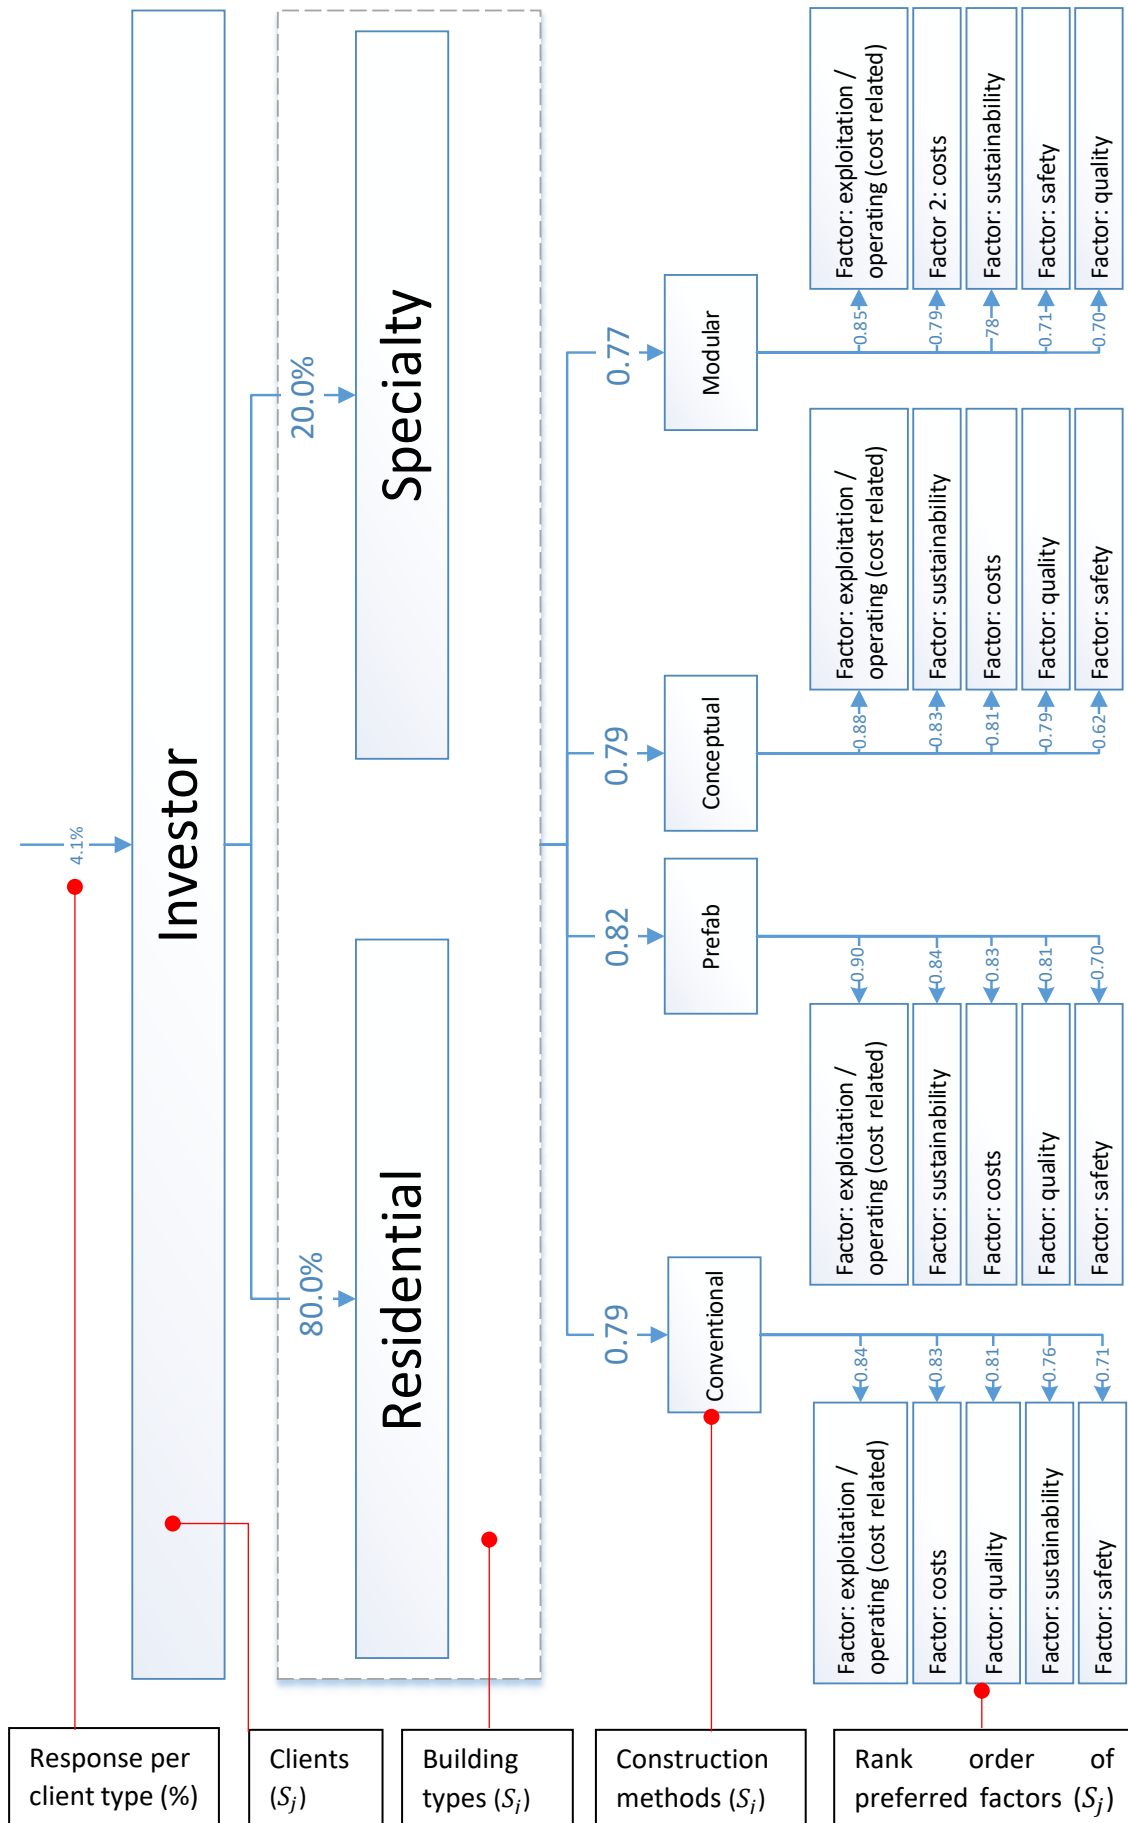 4.1%
Investor
80.0%
20.0%
Residential
Specialty
0.79
0.82
0.79
0.77
Conventional
Prefab
Conceptual
Modular
0.84
Factor: exploitation /
operating (cost related)
0.83
Factor: costs
0.81
Factor: quality
0.76
Factor: sustainability
0.71
Factor: safety
0.90
Factor: exploitation /
operating (cost related)
0.84
Factor: sustainability
0.83
Factor: costs
0.81
Factor: quality
0.70
Factor: safety
0.88
Factor: exploitation /
operating (cost related)
0.83
Factor: sustainability
0.81
Factor: costs
0.79
Factor: quality
0.62
Factor: safety
0.85
Factor: exploitation /
operating (cost related)
0.79
Factor 2: costs
78
Factor: sustainability
0.71
Factor: safety
0.70
Factor: quality
Response per
client type (%)
Clients
(S_j)
Building
types (S_i)
Construction
methods (S_i)
Rank order of
preferred factors (S_j)